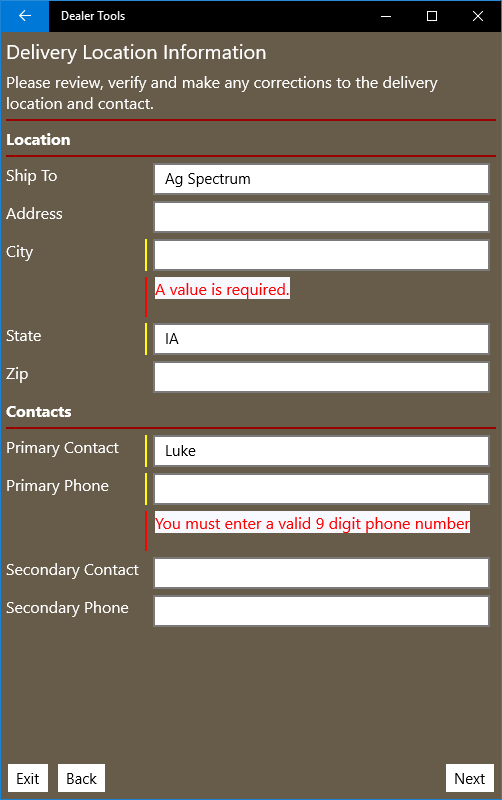 Dealer Tools
Delivery Location Information
Please review, verify and make any corrections to the delivery
location and contact.
Location
Ship To
Ag Spectrum
Address
City
A value is required.
State
IA
Zip
Contacts
Primary Contact
Luke
Primary Phone
You must enter a valid 9 digit phone number
Secondary Contact
Secondary Phone
Exit
Back
Next